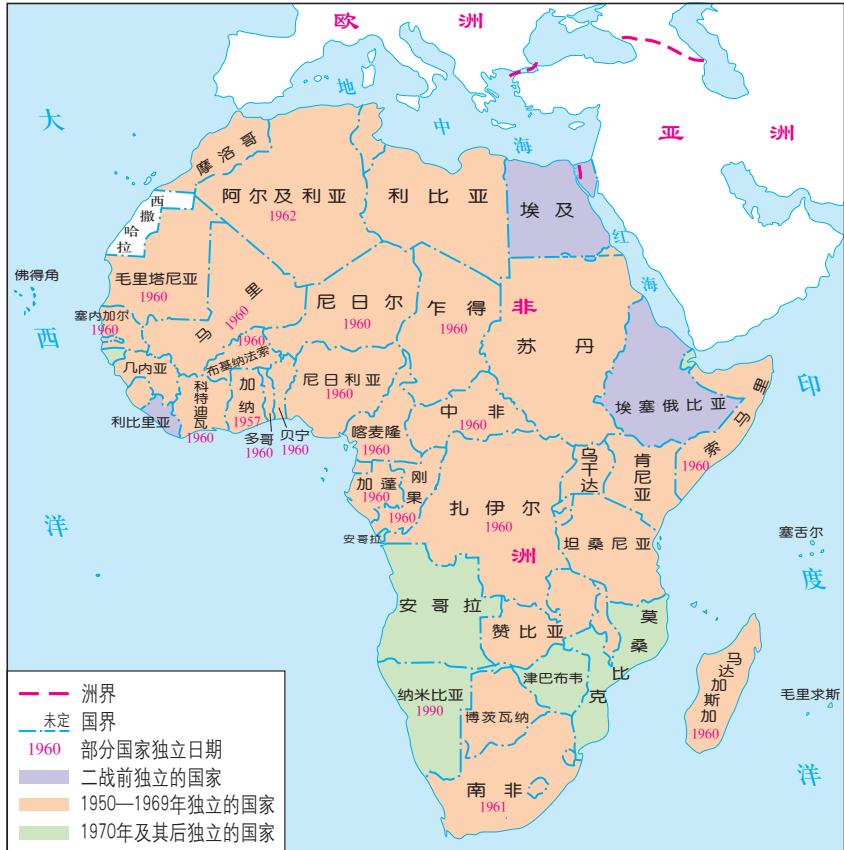 欧洲
地中海
大西洋
亚洲
摩洛哥
西撒哈拉
阿尔及利亚
1962
利比亚
埃及
红海
佛得角
毛里塔尼亚
1960
马里
1960
尼日尔
1960
乍得
1960
非洲
苏丹
塞内加尔
1960
几内亚
布基纳法索
1960
尼日利亚
1960
埃塞俄比亚
索马里
1960
印度洋
利比里亚
科特迪瓦
1960
加纳
1957
多哥
1960
贝宁
1960
喀麦隆
1960
中非
1960
加蓬
1960
刚果
1960
扎伊尔
1960
乌干达
肯尼亚
安哥拉
坦桑尼亚
塞舌尔
安哥拉
赞比亚
莫桑比克
津巴布韦
纳米比亚
1990
博茨瓦纳
马达加斯加
1960
毛里求斯
南非
1961
洲界
未定 国界
1960 部分国家独立日期
二战前独立的国家
1950—1969年独立的国家
1970年及其后独立的国家